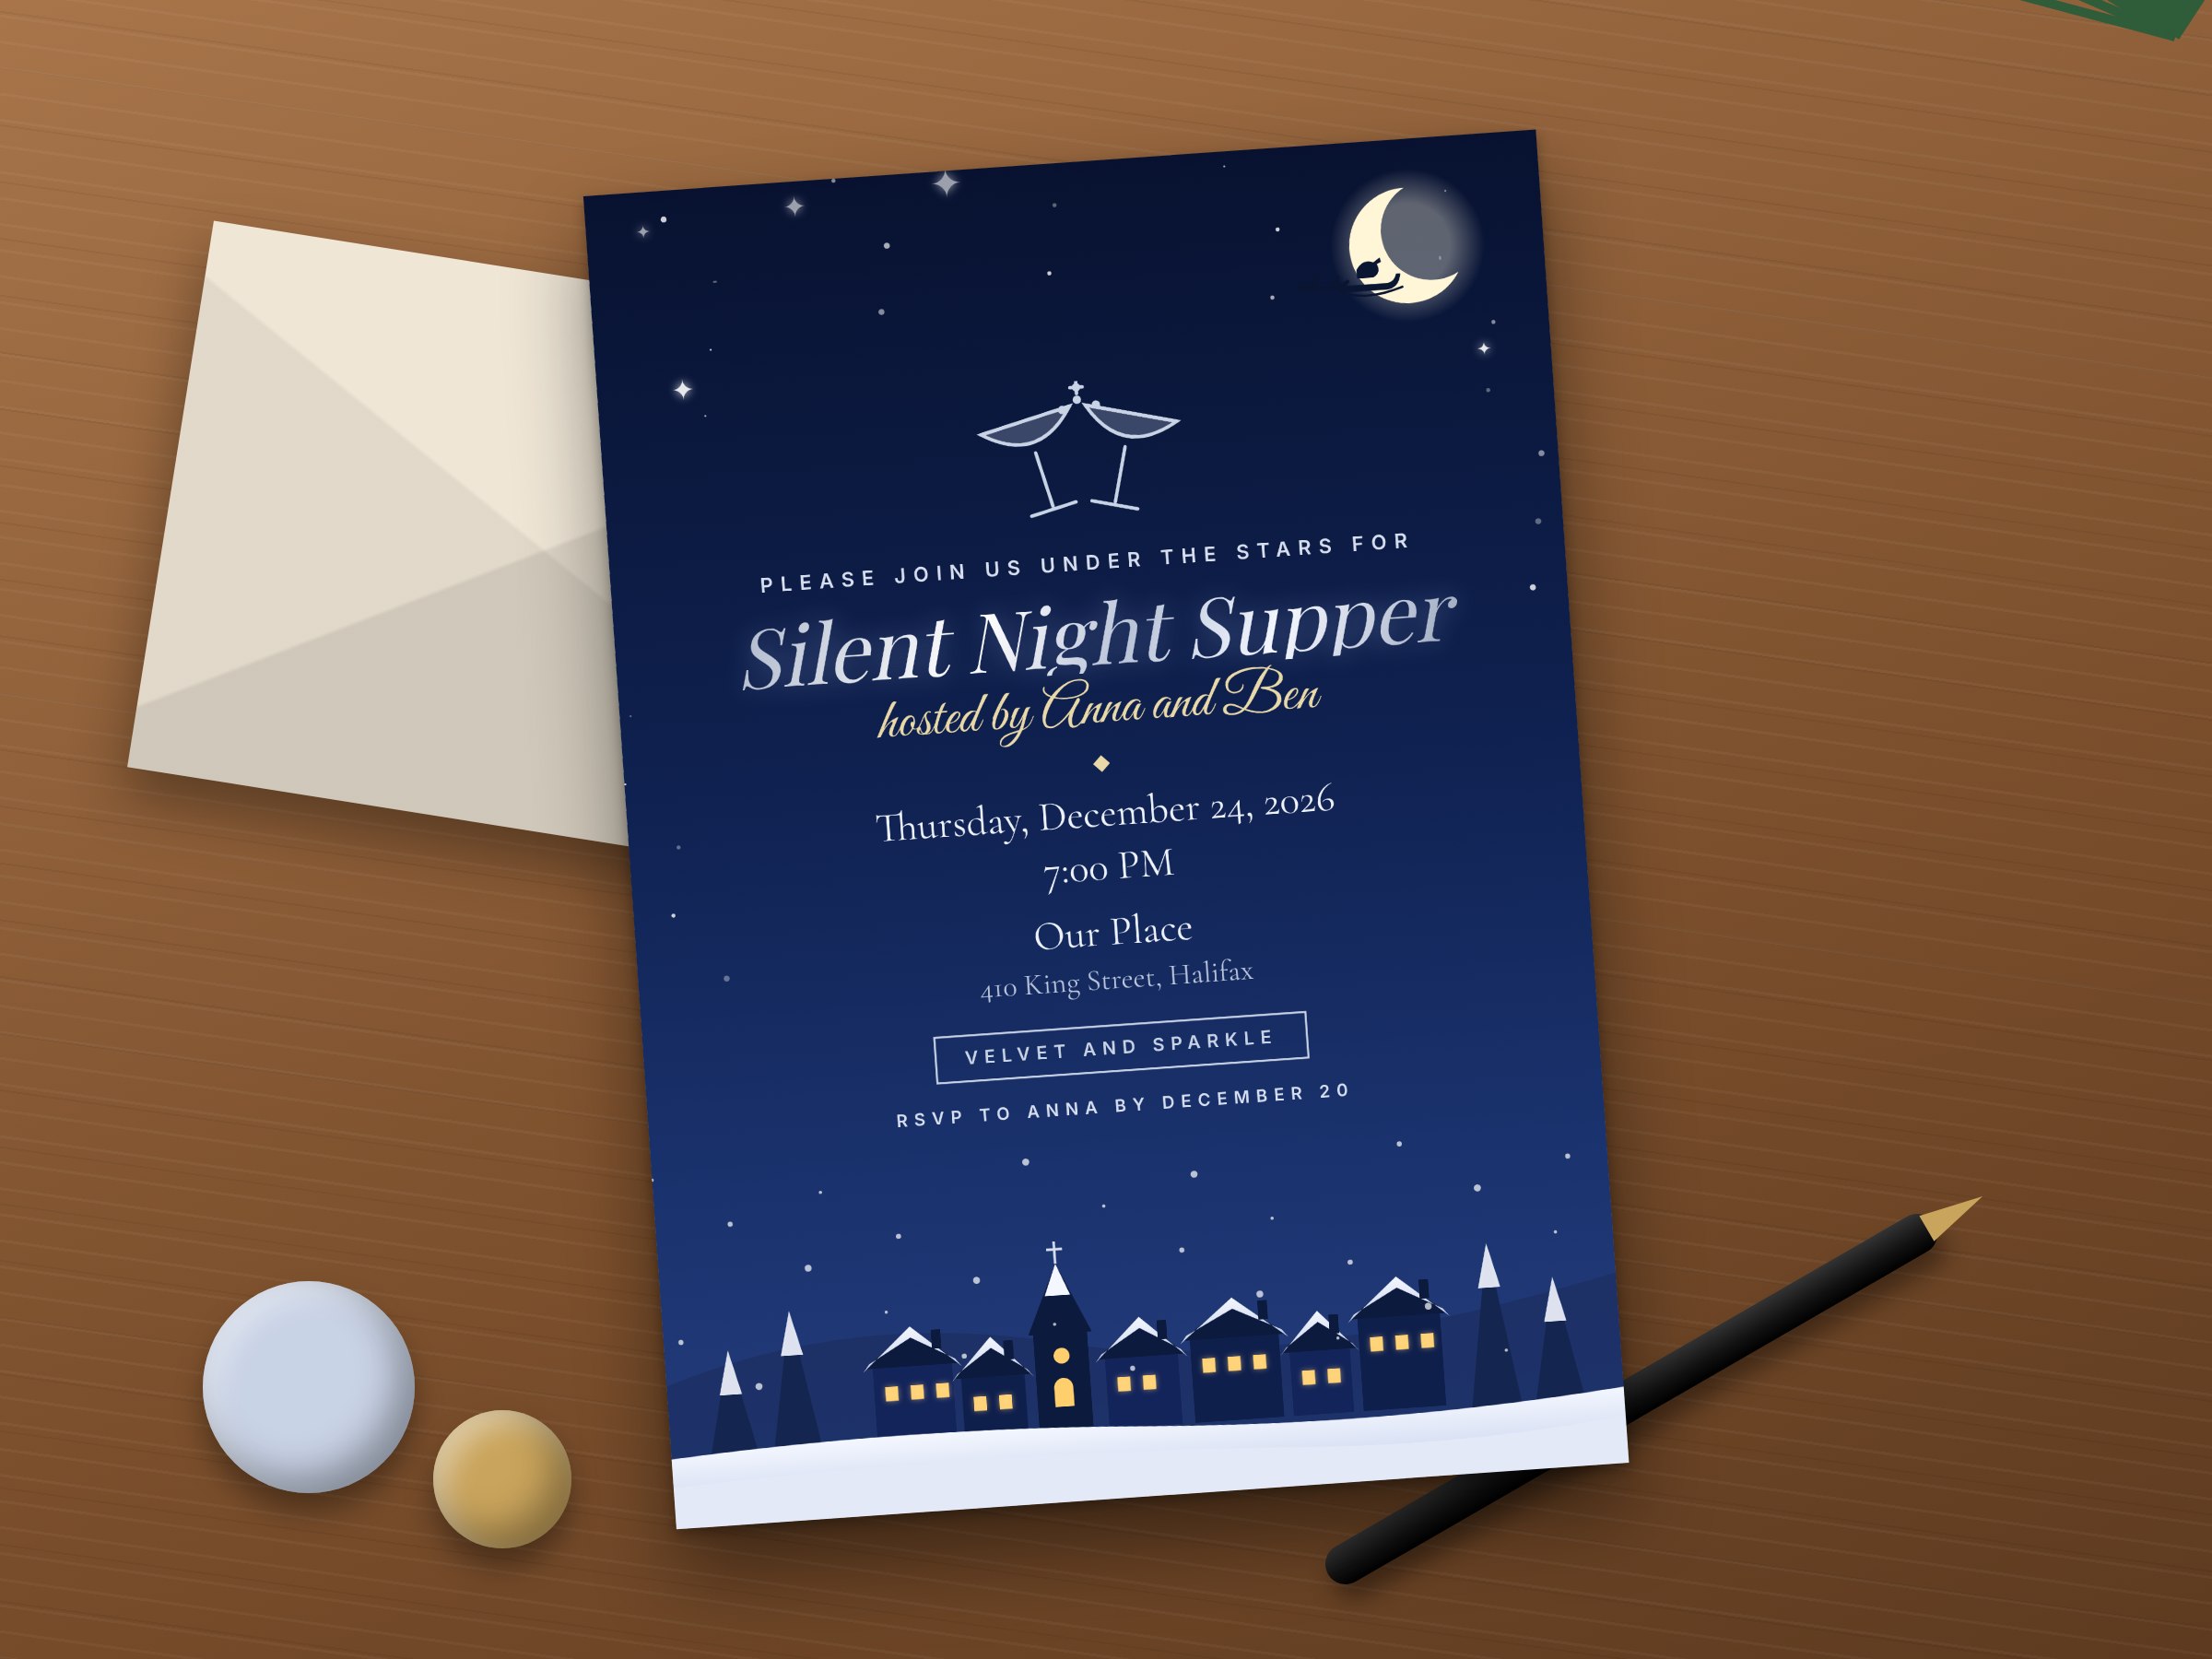 PLEASE JOIN US UNDER THE STARS FOR
Silent Night Supper
hosted by Anna and Ben
Thursday, December 24, 2026
7:00 PM
Our Place
410 King Street, Halifax
VELVET AND SPARKLE
RSVP TO ANNA BY DECEMBER 20